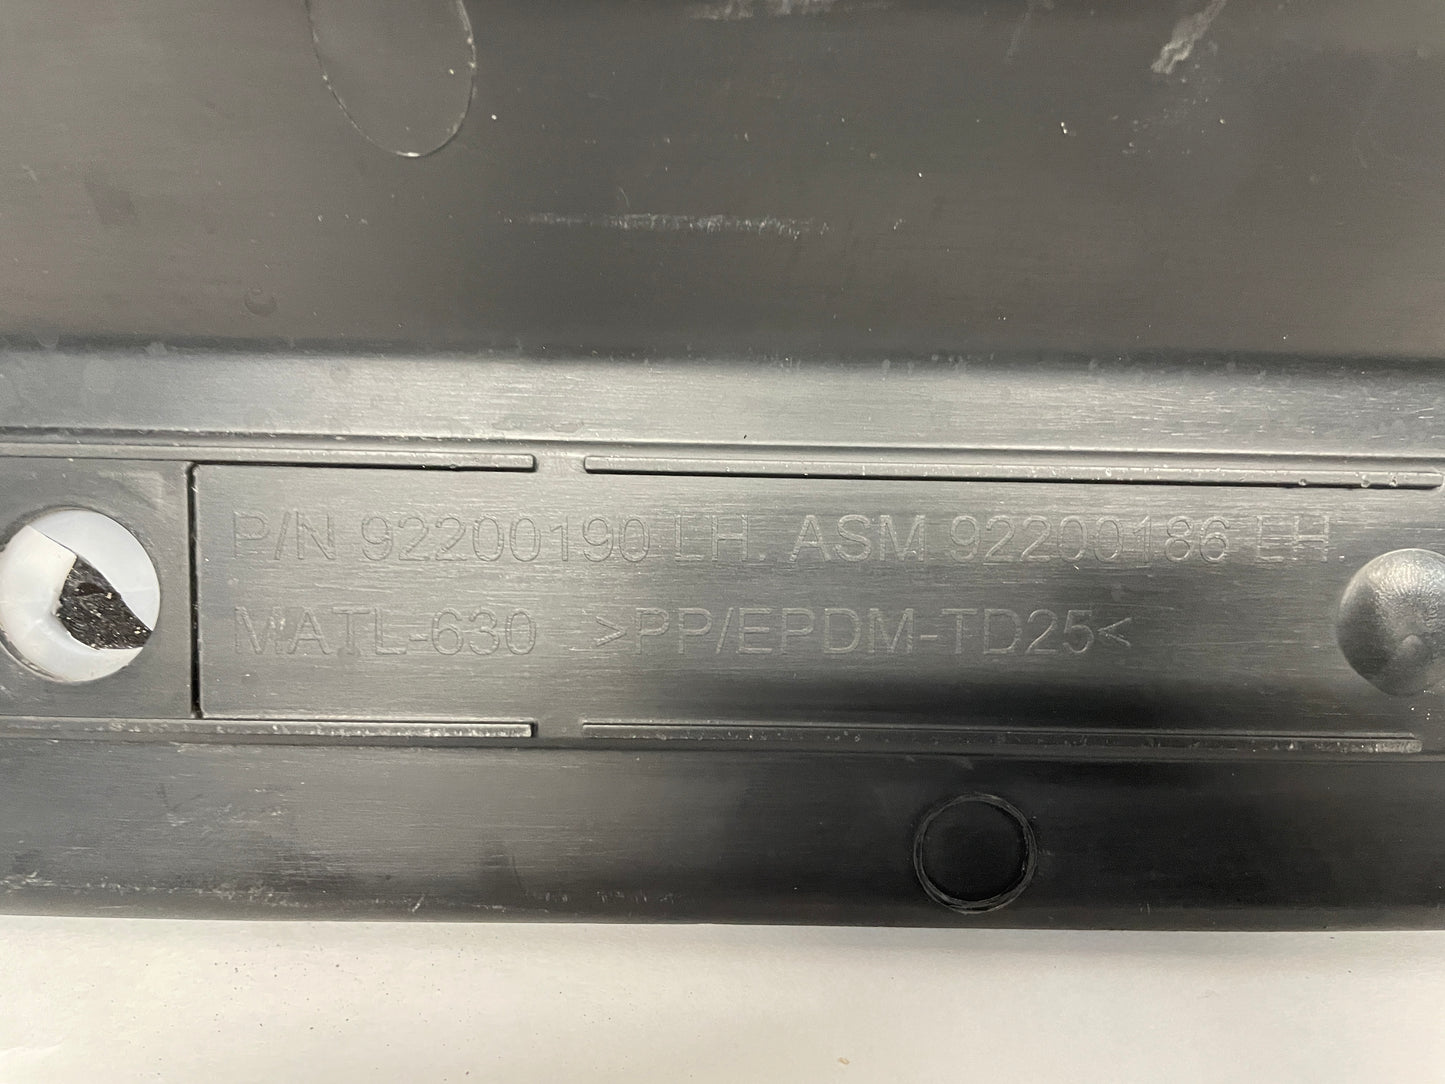 P/N 92200190 LH. ASM 92200186 LH.
MATL-630 >PP/EPDM-TD25<